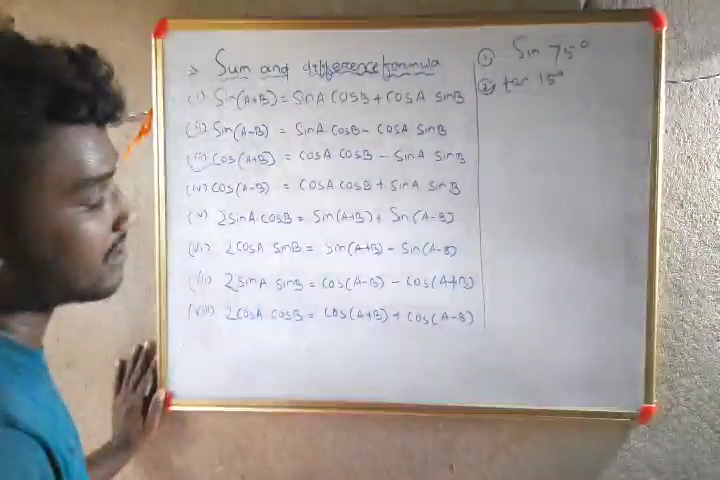 > Sum and difference formula
(i) Sin(A+B) = SinA COSB + COSA SinB
(ii) Sin(A-B) = SinA COSB - COSA SinB
(iii) COS(A+B) = COSA COSB - SinA SinB
(iv) COS(A-B) = COSA COSB + SinA SinB
(v) 2SinA COSB = Sin(A+B) + Sin(A-B)
(vi) 2COSA SinB = Sin(A+B) - Sin(A-B)
(vii) 2SinA SinB = COS(A-B) - COS(A+B)
(viii) 2COSA COSB = COS(A+B) + COS(A-B)
① Sin 75°
② tan 15°